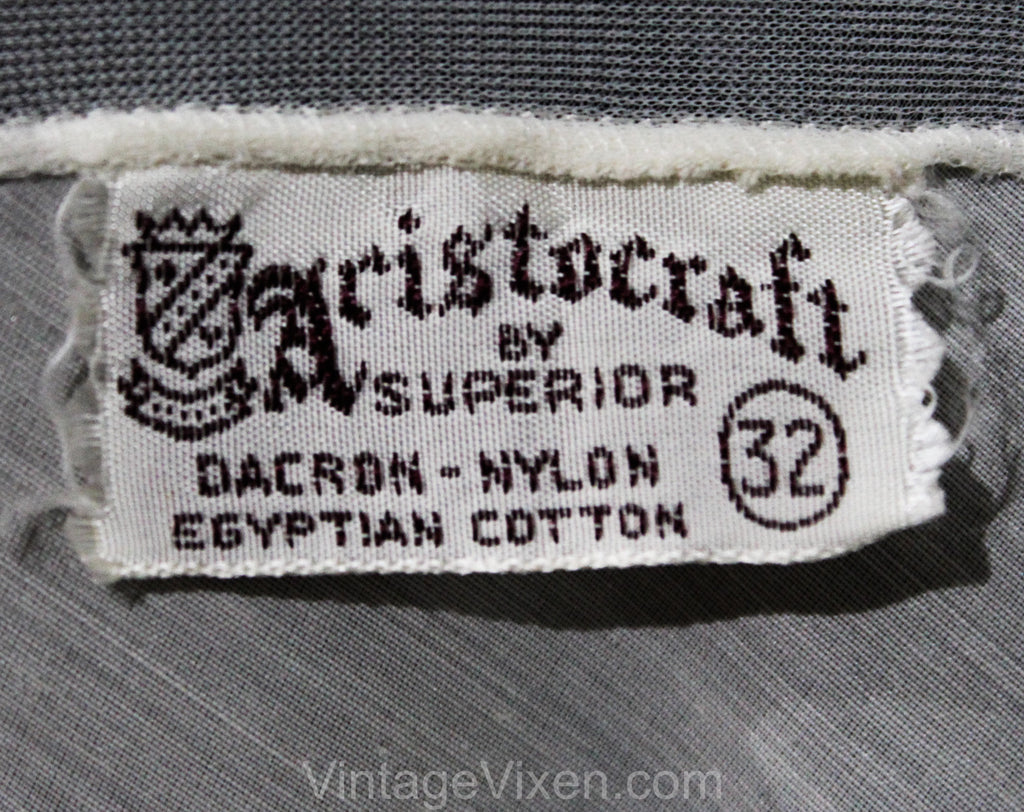 Aristocraft
BY
SUPERIOR
DACRON - NYLON
EGYPTIAN COTTON
32
VintageVixen.com